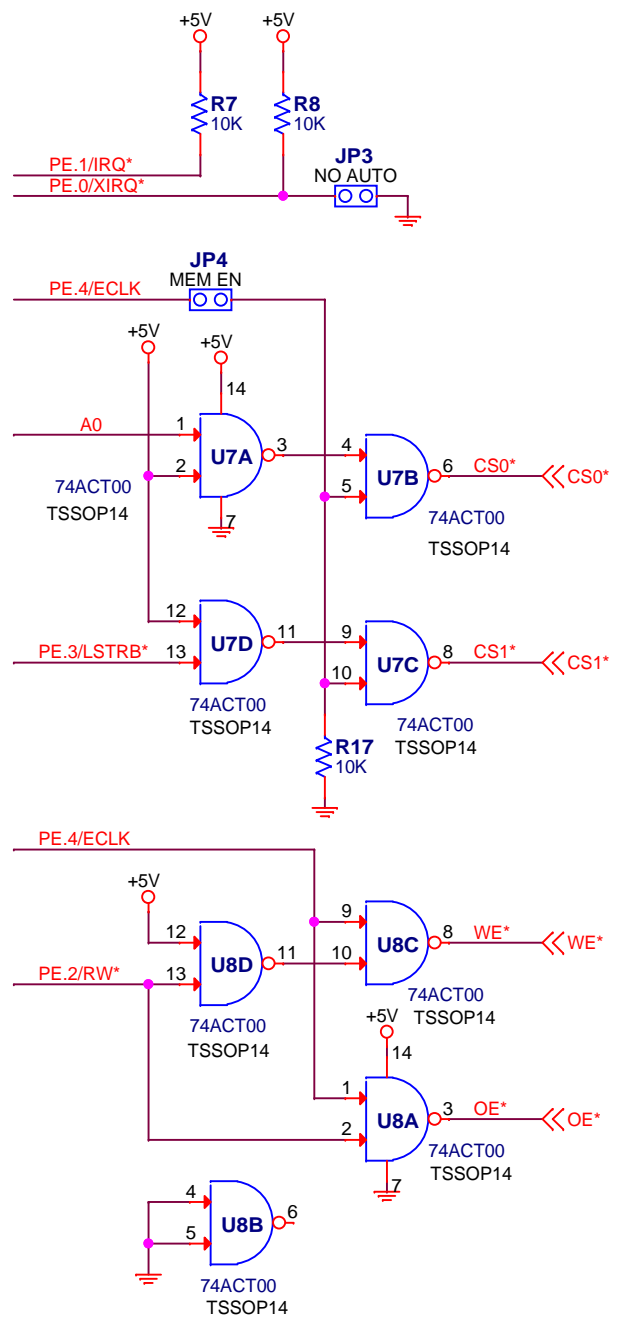 +5V +5V
R7 R8
10K 10K
JP3
NO AUTO
PE.1/IRQ*
PE.0/XIRQ*
JP4
MEM EN
PE.4/ECLK
+5V +5V
14
A0 1 3 4
U7A U7B 6 CS0* CS0*
2 5
74ACT00 74ACT00
TSSOP14 7 TSSOP14
12 11 9
U7D U7C 8 CS1* CS1*
PE.3/LSTRB* 13 10
74ACT00 74ACT00
TSSOP14 TSSOP14
R17
10K
PE.4/ECLK
+5V
12 9
U8D 11 U8C 8 WE* WE*
PE.2/RW* 13 10
74ACT00 74ACT00
TSSOP14 TSSOP14
+5V
14
1
U8A 3 OE* OE*
2
74ACT00
7 TSSOP14
4
U8B 6
5
74ACT00
TSSOP14